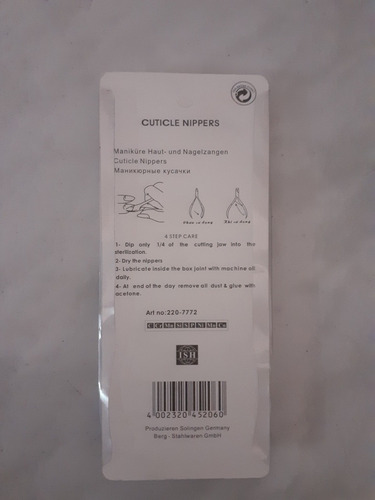 CUTICLE NIPPERS
Maniküre Haut- und Nagelzangen
Cuticle Nippers
Маникюрные кусачки
4 STEP CARE
1- Dip only 1/4 of the cutting jaw into the
sterilization.
2- Dry the nippers
3- Lubricate inside the box joint with machine oil
daily.
4- At end of the day remove all dust & glue with
acetone.
Art no:220-7772
ISH
4 002320 452060
Produzieren Solingen Germany
Berg - Stahlwaren GmbH